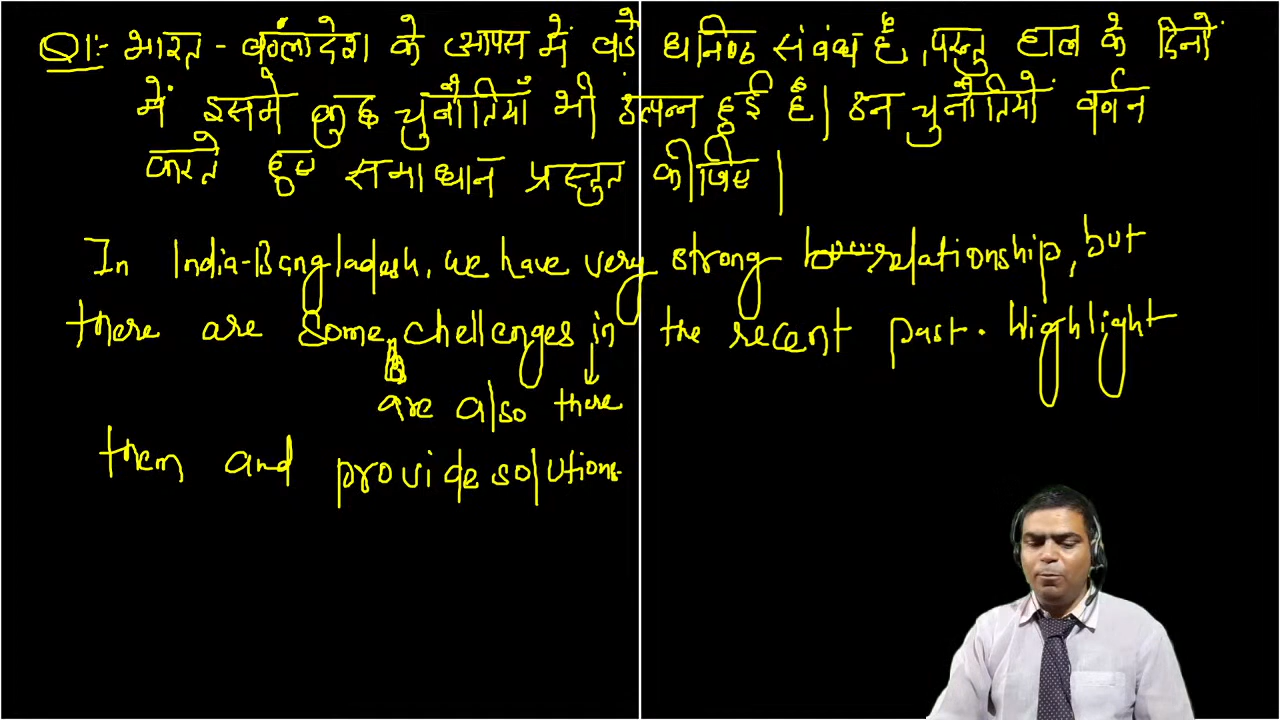 Q1:- भारत - बंग्लादेश के आपस में बडे घनिष्ठ संबंध हैं, परन्तु हाल के दिनों
में इसमे कुछ चुनौतियाँ भी उत्पन्न हुई है। उन चुनौतियों वर्णन
करते हुए समाधान प्रस्तुत कीजिए।
In India-Bangladesh, we have very strong relationship, but
there are some, chellenges in the recent past. Highlight
are also there
them and provide solutions.